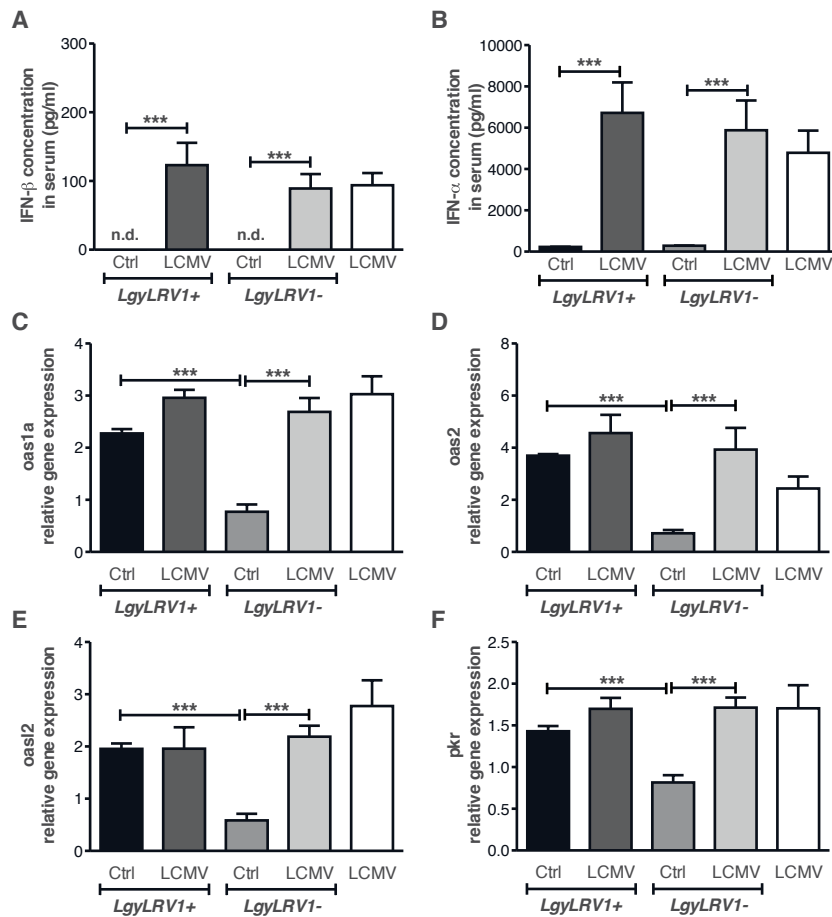 A
IFN-β concentration
in serum (pg/ml)
300
200
100
0
***
***
n.d.
n.d.
Ctrl LCMV Ctrl LCMV LCMV
LgyLRV1+ LgyLRV1-
B
IFN-α concentration
in serum (pg/ml)
10000
8000
6000
4000
2000
0
***
***
Ctrl LCMV Ctrl LCMV LCMV
LgyLRV1+ LgyLRV1-
C
oas1a
relative gene expression
4
3
2
1
0
*** ***
Ctrl LCMV Ctrl LCMV LCMV
LgyLRV1+ LgyLRV1-
D
oas2
relative gene expression
8
6
4
2
0
*** ***
Ctrl LCMV Ctrl LCMV LCMV
LgyLRV1+ LgyLRV1-
E
oasl2
relative gene expression
4
3
2
1
0
*** ***
Ctrl LCMV Ctrl LCMV LCMV
LgyLRV1+ LgyLRV1-
F
pkr
relative gene expression
2.5
2.0
1.5
1.0
0.5
0.0
*** ***
Ctrl LCMV Ctrl LCMV LCMV
LgyLRV1+ LgyLRV1-